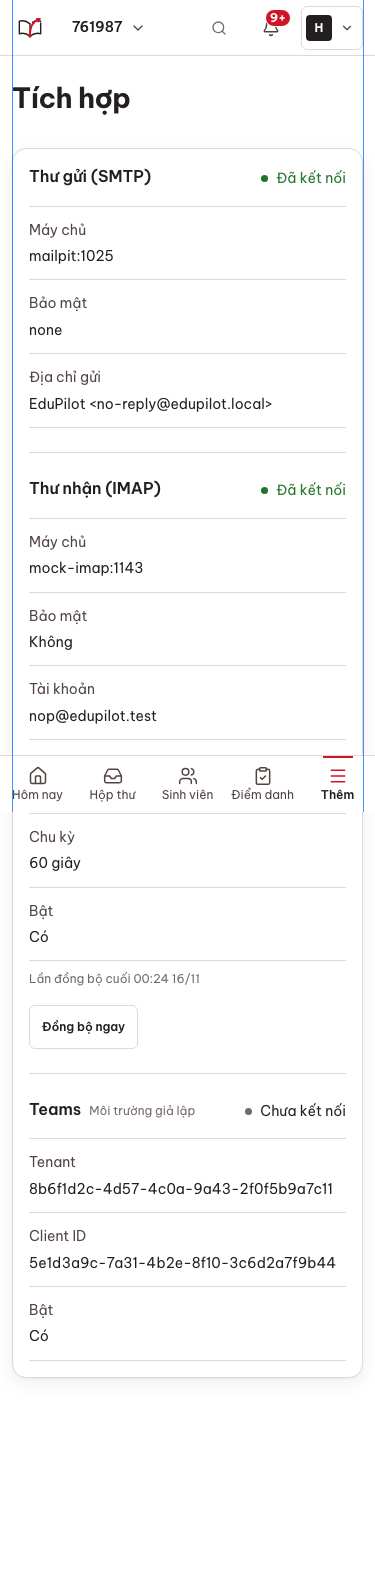 761987
9+
H
Tích hợp
Thư gửi (SMTP)
Đã kết nối
Máy chủ
mailpit:1025
Bảo mật
none
Địa chỉ gửi
EduPilot <no-reply@edupilot.local>
Thư nhận (IMAP)
Đã kết nối
Máy chủ
mock-imap:1143
Bảo mật
Không
Tài khoản
nop@edupilot.test
Hôm nay
Hộp thư
Sinh viên
Điểm danh
Thêm
Chu kỳ
60 giây
Bật
Có
Lần đồng bộ cuối 00:24 16/11
Đồng bộ ngay
Teams Môi trường giả lập
Chưa kết nối
Tenant
8b6f1d2c-4d57-4c0a-9a43-2f0f5b9a7c11
Client ID
5e1d3a9c-7a31-4b2e-8f10-3c6d2a7f9b44
Bật
Có